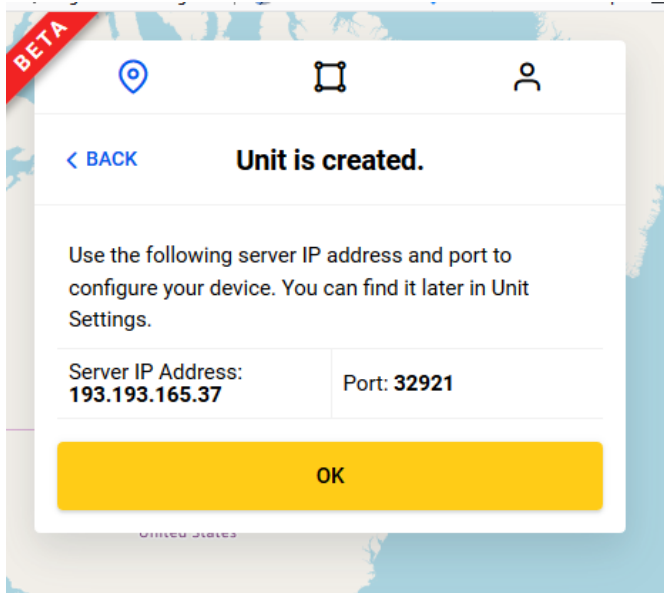 BETA
< BACK
Unit is created.
Use the following server IP address and port to
configure your device. You can find it later in Unit
Settings.
Server IP Address:
193.193.165.37
Port: 32921
OK
United States